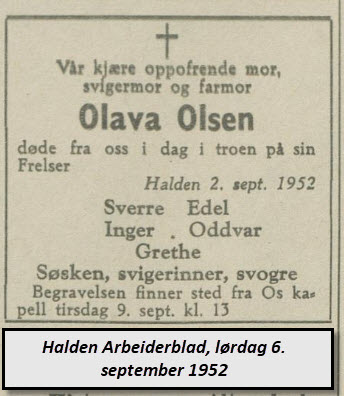 Vår kjære oppofrende mor,
svigermor og farmor
Olava Olsen
døde fra oss i dag i troen på sin
Frelser
Halden 2. sept. 1952
Sverre Edel
Inger . Oddvar
Grethe
Søsken, svigerinner, svogre
Begravelsen finner sted fra Os ka-
pell tirsdag 9. sept. kl. 13
Halden Arbeiderblad, lørdag 6.
september 1952